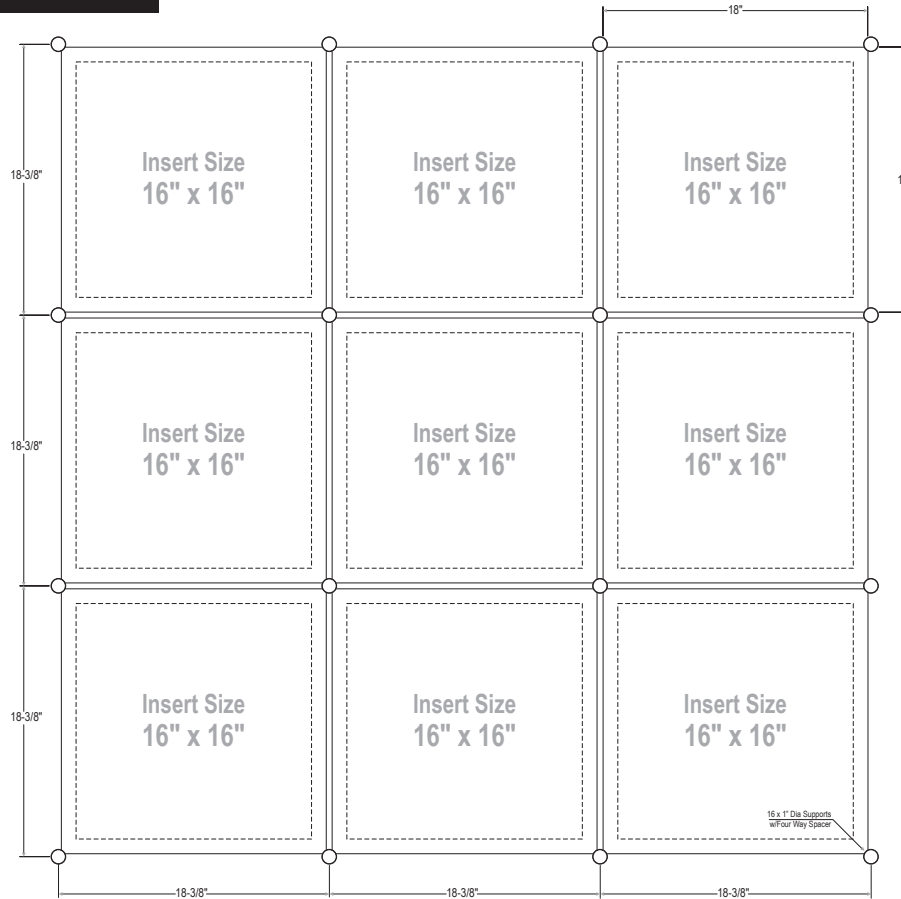 18"
Insert Size
16" x 16"
Insert Size
16" x 16"
Insert Size
16" x 16"
18-3/8"
Insert Size
16" x 16"
Insert Size
16" x 16"
Insert Size
16" x 16"
18-3/8"
Insert Size
16" x 16"
Insert Size
16" x 16"
Insert Size
16" x 16"
18-3/8"
16 x 1" Dia Supports
w/Four Way Spacer
18-3/8"
18-3/8"
18-3/8"